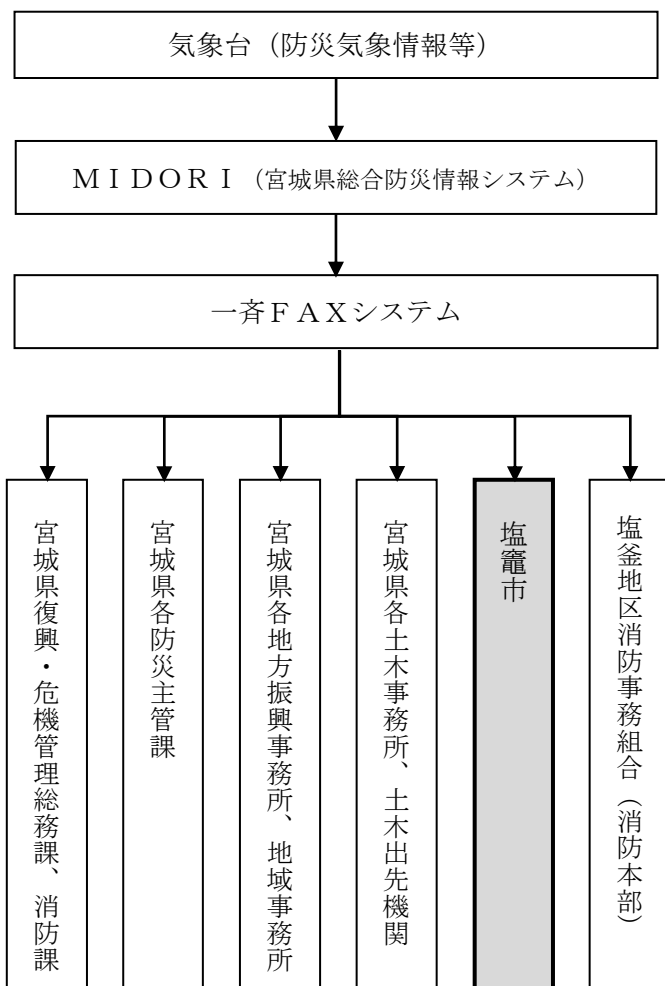 気象台（防災気象情報等）
ＭＩＤＯＲＩ（宮城県総合防災情報システム）
一斉ＦＡＸシステム
宮城県復興・危機管理総務課、消防課
宮城県各防災主管課
宮城県各地方振興事務所、地域事務所
宮城県各土木事務所、土木出先機関
塩竈市
塩釜地区消防事務組合（消防本部）